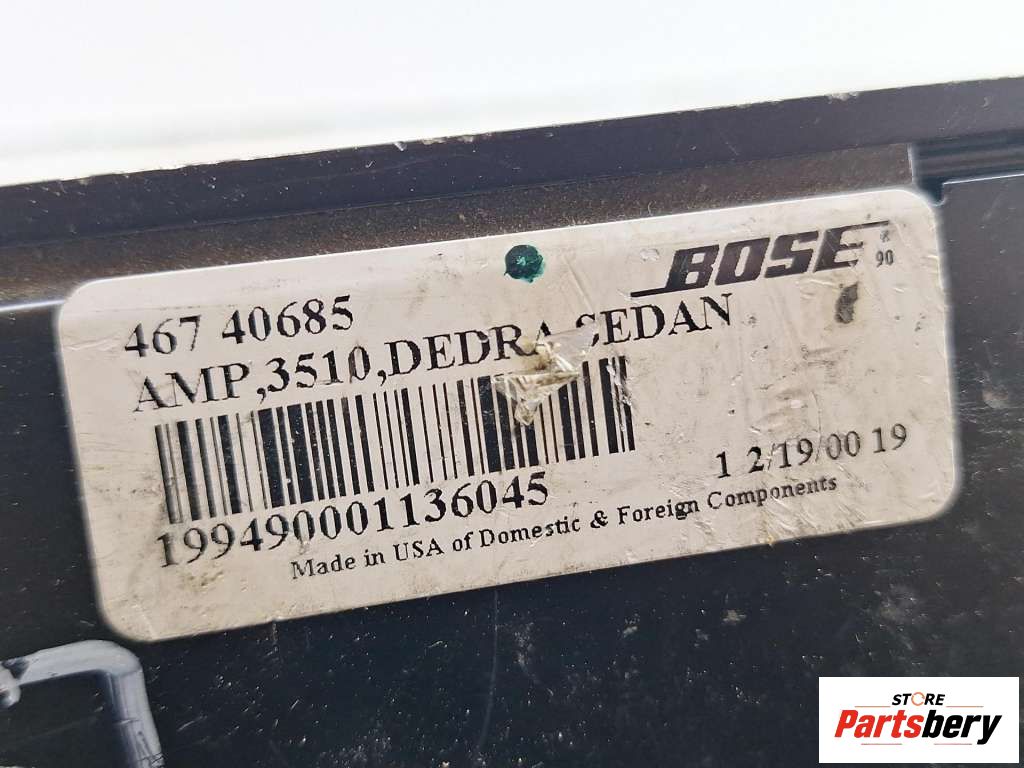 BOSE ®
90
467 40685
AMP,3510,DEDRA SEDAN
199490001136045
1 2/19/00 19
Made in USA of Domestic & Foreign Components
STORE
Partsbery